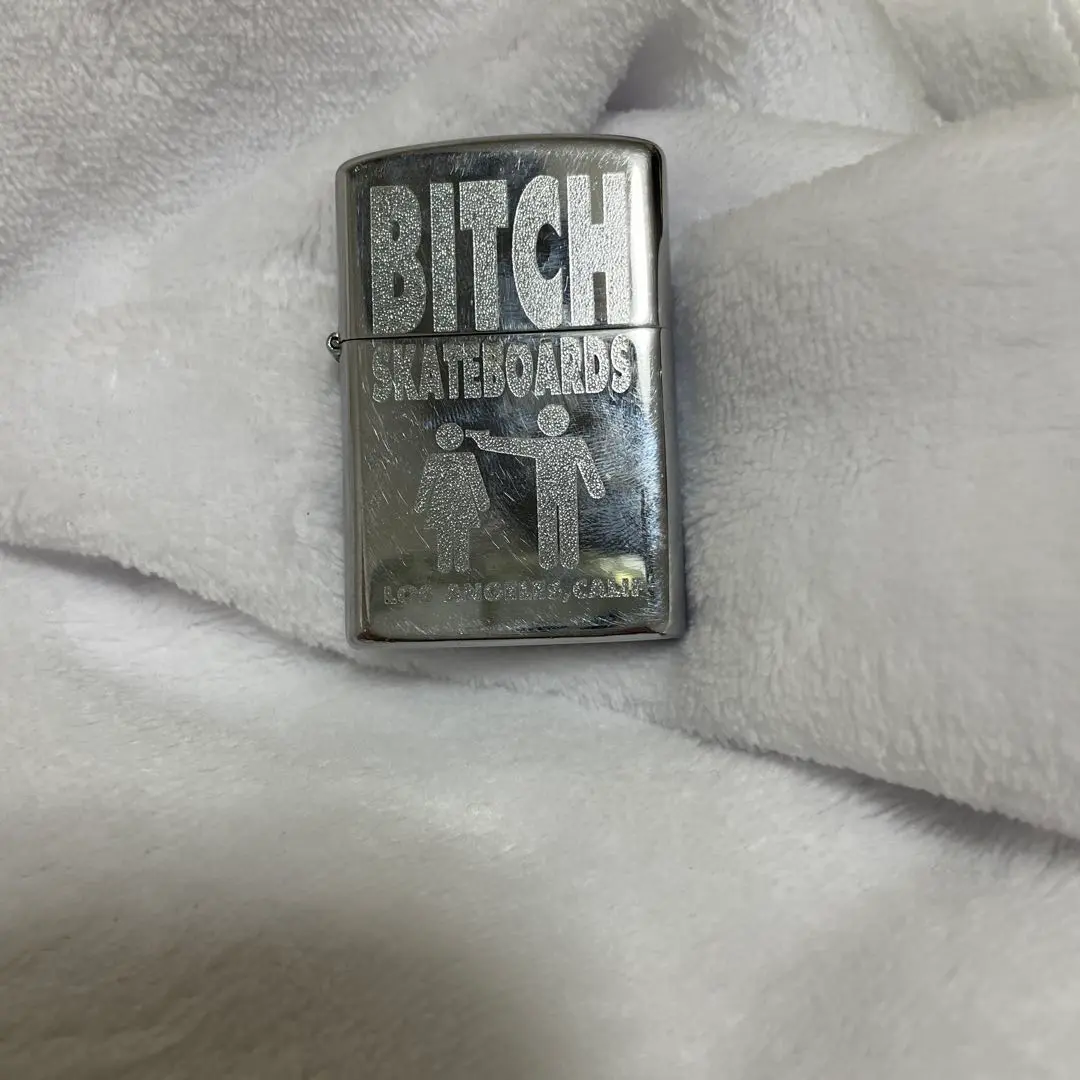 BITCH
SKATEBOARDS
LOS ANGELES, CALIF